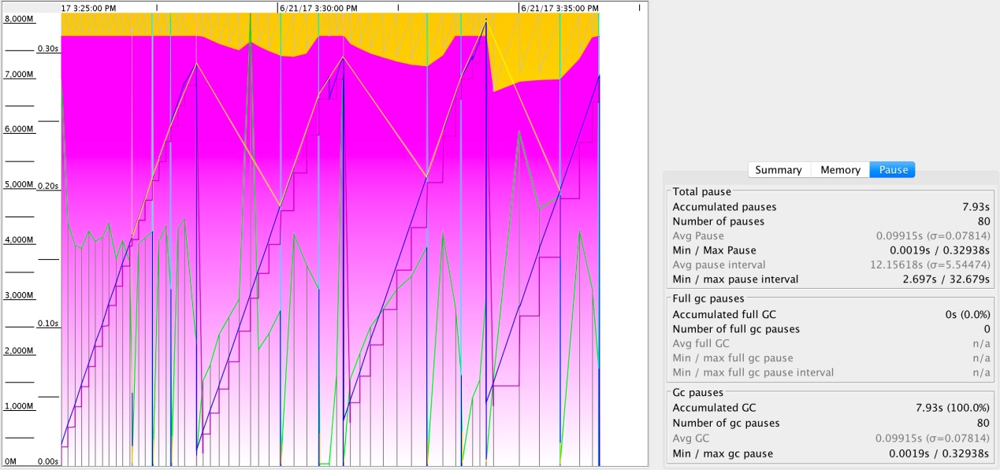 17 3:25:00 PM 6/21/17 3:30:00 PM 6/21/17 3:35:00 PM
8,000M
0.30s
7,000M
6,000M
5,000M
0.20s
4,000M
3,000M
0.10s
2,000M
1,000M
0M 0.00s
Summary Memory Pause
Total pause
Accumulated pauses 7.93s
Number of pauses 80
Avg Pause 0.09915s (σ=0.07814)
Min / Max Pause 0.0019s / 0.32938s
Avg pause interval 12.15618s (σ=5.54474)
Min / max pause interval 2.697s / 32.679s
Full gc pauses
Accumulated full GC 0s (0.0%)
Number of full gc pauses 0
Avg full GC n/a
Min / max full gc pause n/a
Min / max full gc pause interval n/a
Gc pauses
Accumulated GC 7.93s (100.0%)
Number of gc pauses 80
Avg GC 0.09915s (σ=0.07814)
Min / max gc pause 0.0019s / 0.32938s